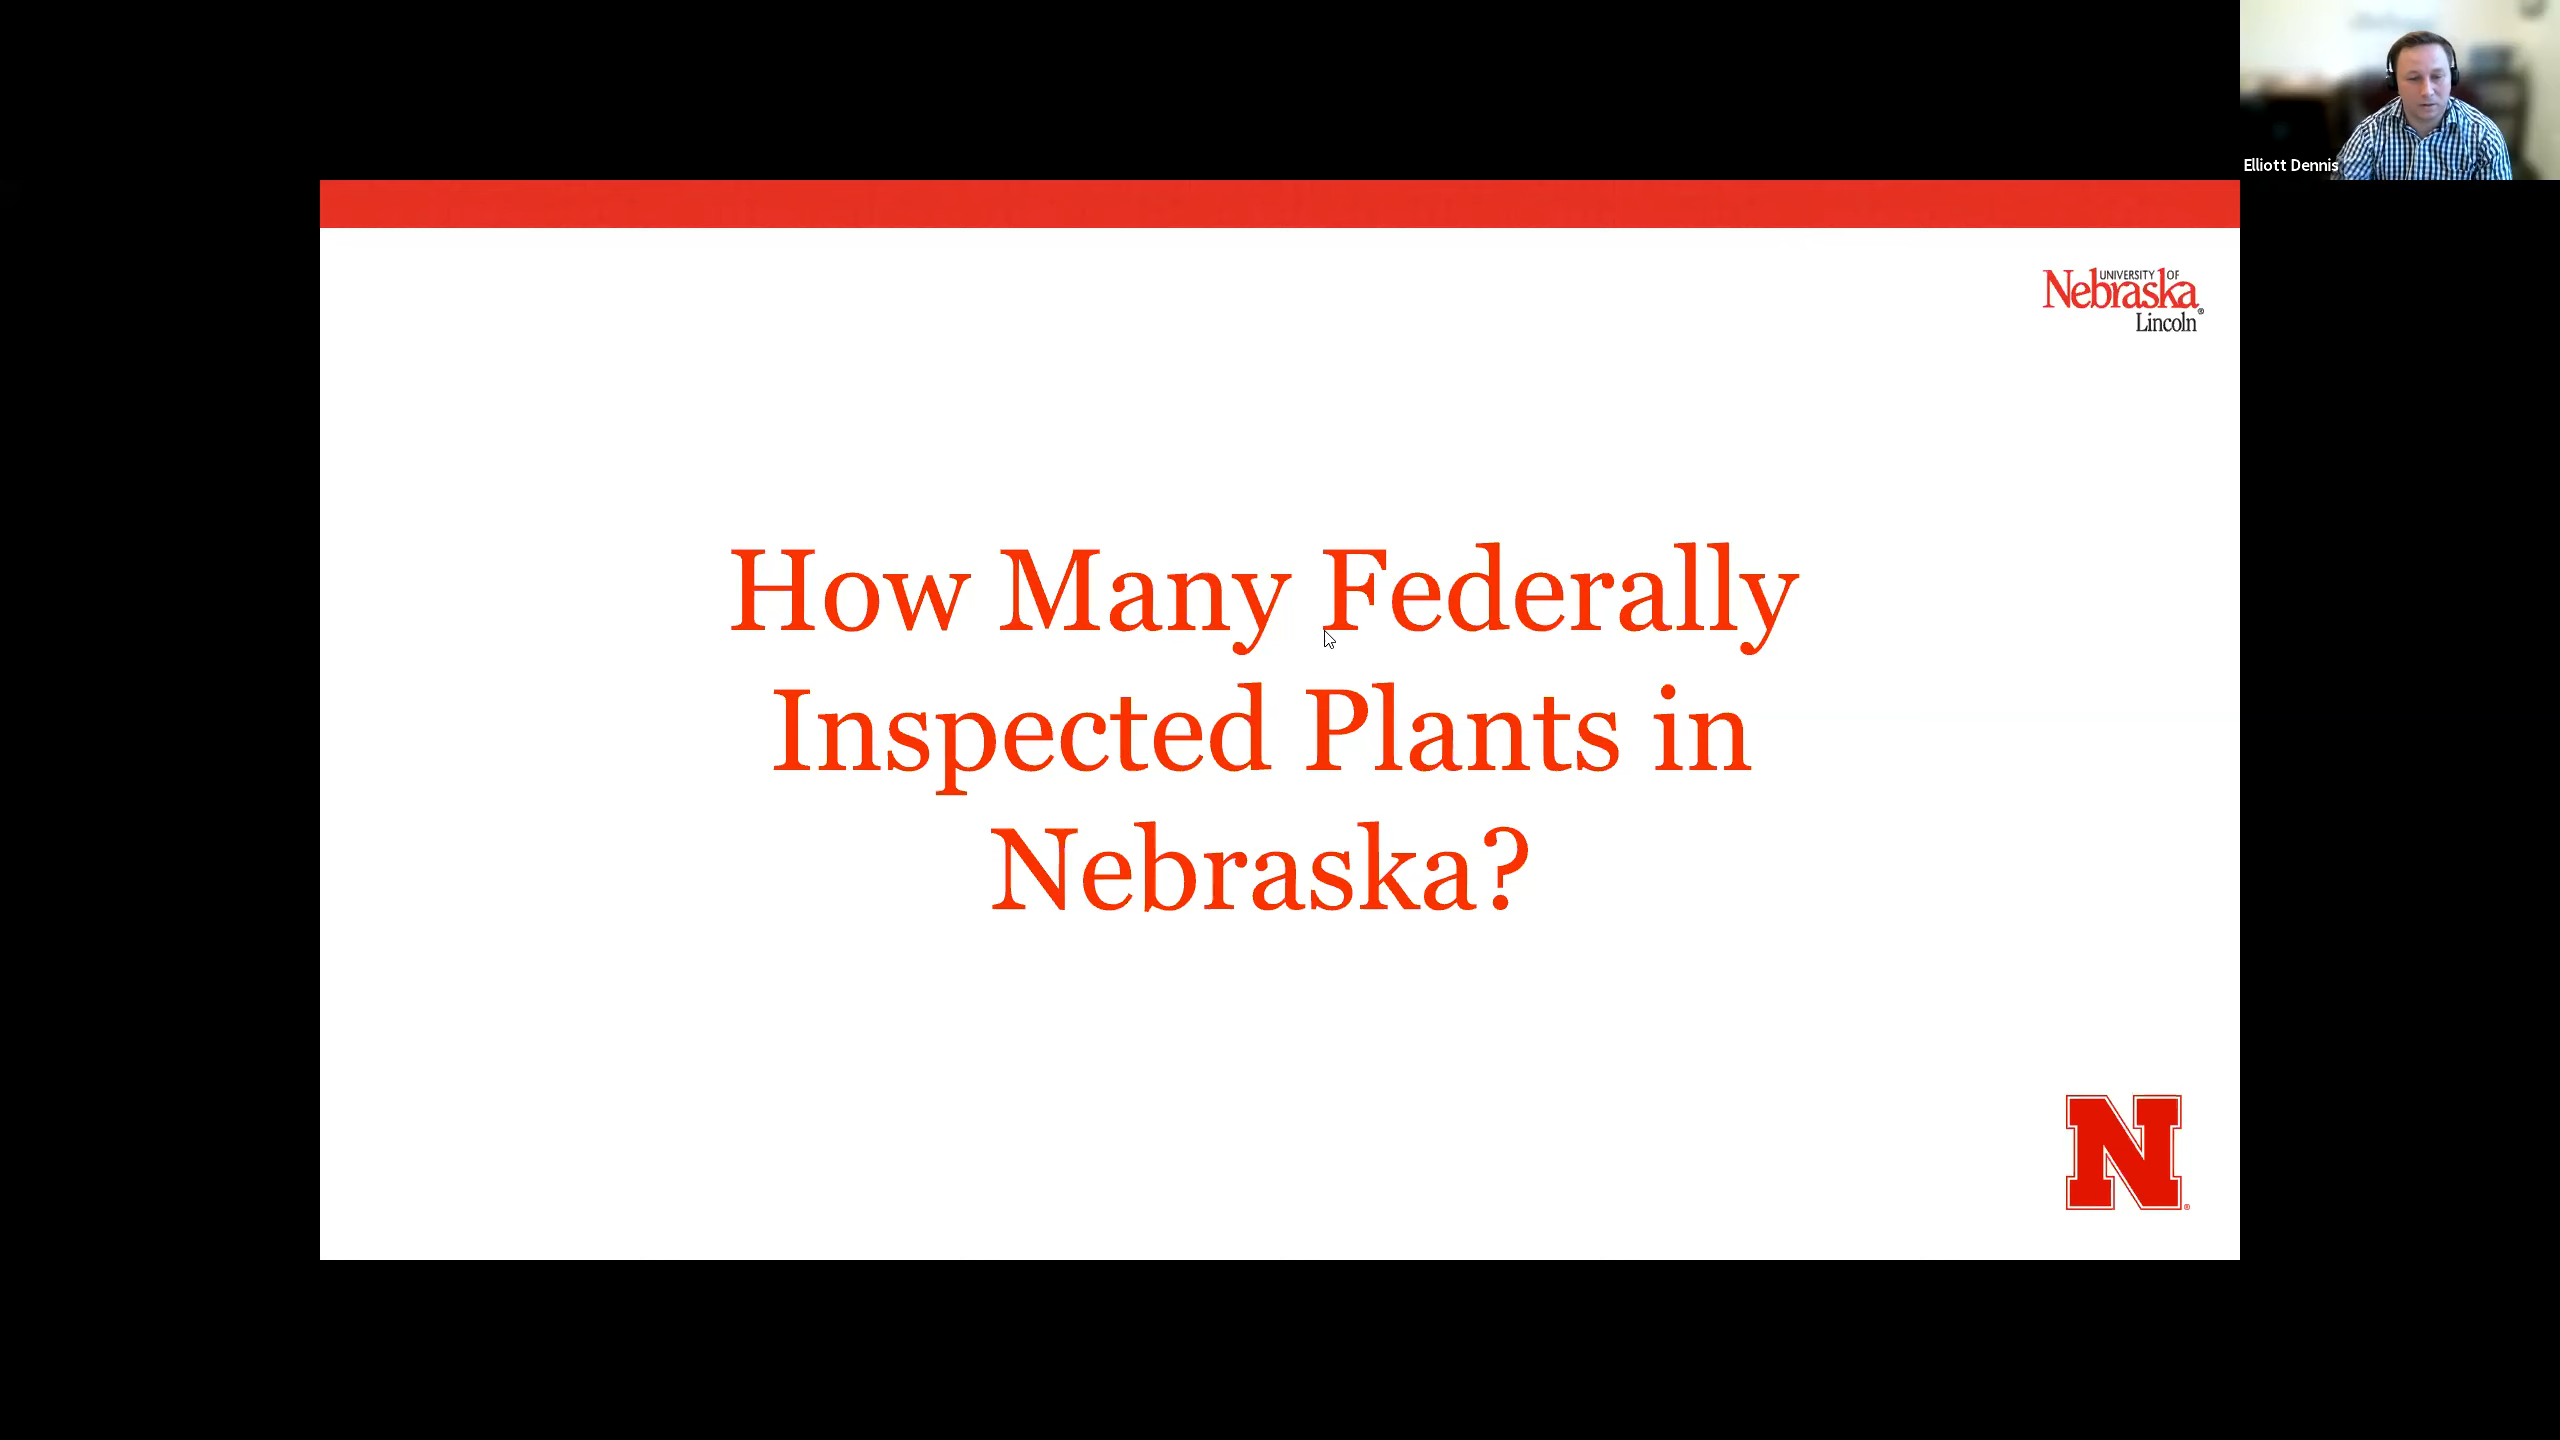 Elliott Dennis
UNIVERSITY OF
Nebraska
Lincoln®
How Many Federally
Inspected Plants in
Nebraska?
N®